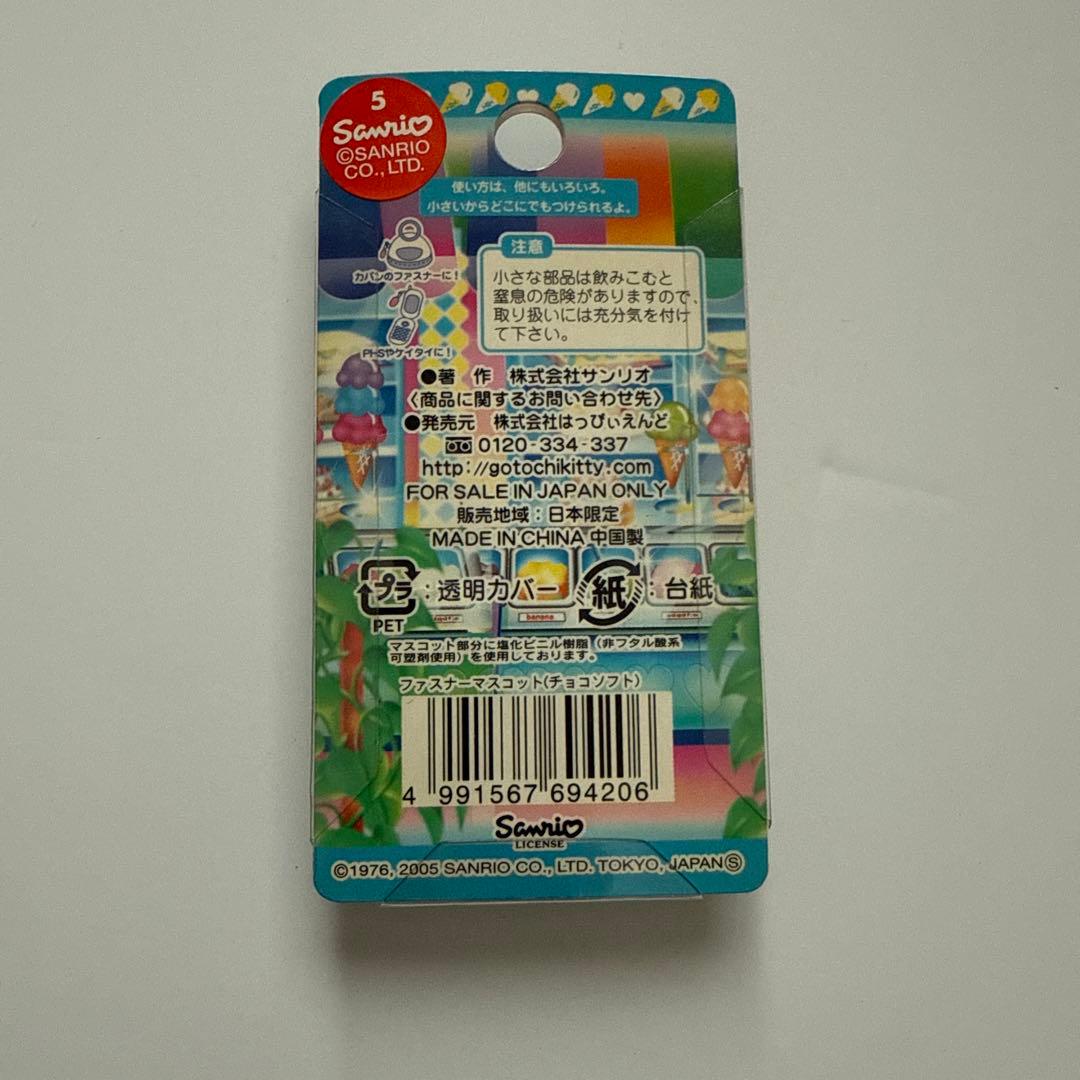 5
Sanrio
©SANRIO
CO., LTD.
使い方は、他にもいろいろ。
小さいからどこにでもつけられるよ。
カバンのファスナーに!
PHSやケイタイに!
注意
小さな部品は飲みこむと
窒息の危険がありますので、
取り扱いには充分気を付け
て下さい。
●著 作 株式会社サンリオ
〈商品に関するお問い合わせ先〉
●発売元 株式会社はっぴぃえんど
0120-334-337
http://gotochikitty.com
FOR SALE IN JAPAN ONLY
販売地域:日本限定
MADE IN CHINA 中国製
プラ:透明カバー 紙:台紙
PET
banana
マスコット部分に塩化ビニル樹脂(非フタル酸系
可塑剤使用)を使用しております。
ファスナーマスコット(チョコソフト)
4 991567 694206
Sanrio
LICENSE
©1976, 2005 SANRIO CO., LTD. TOKYO, JAPAN Ⓢ